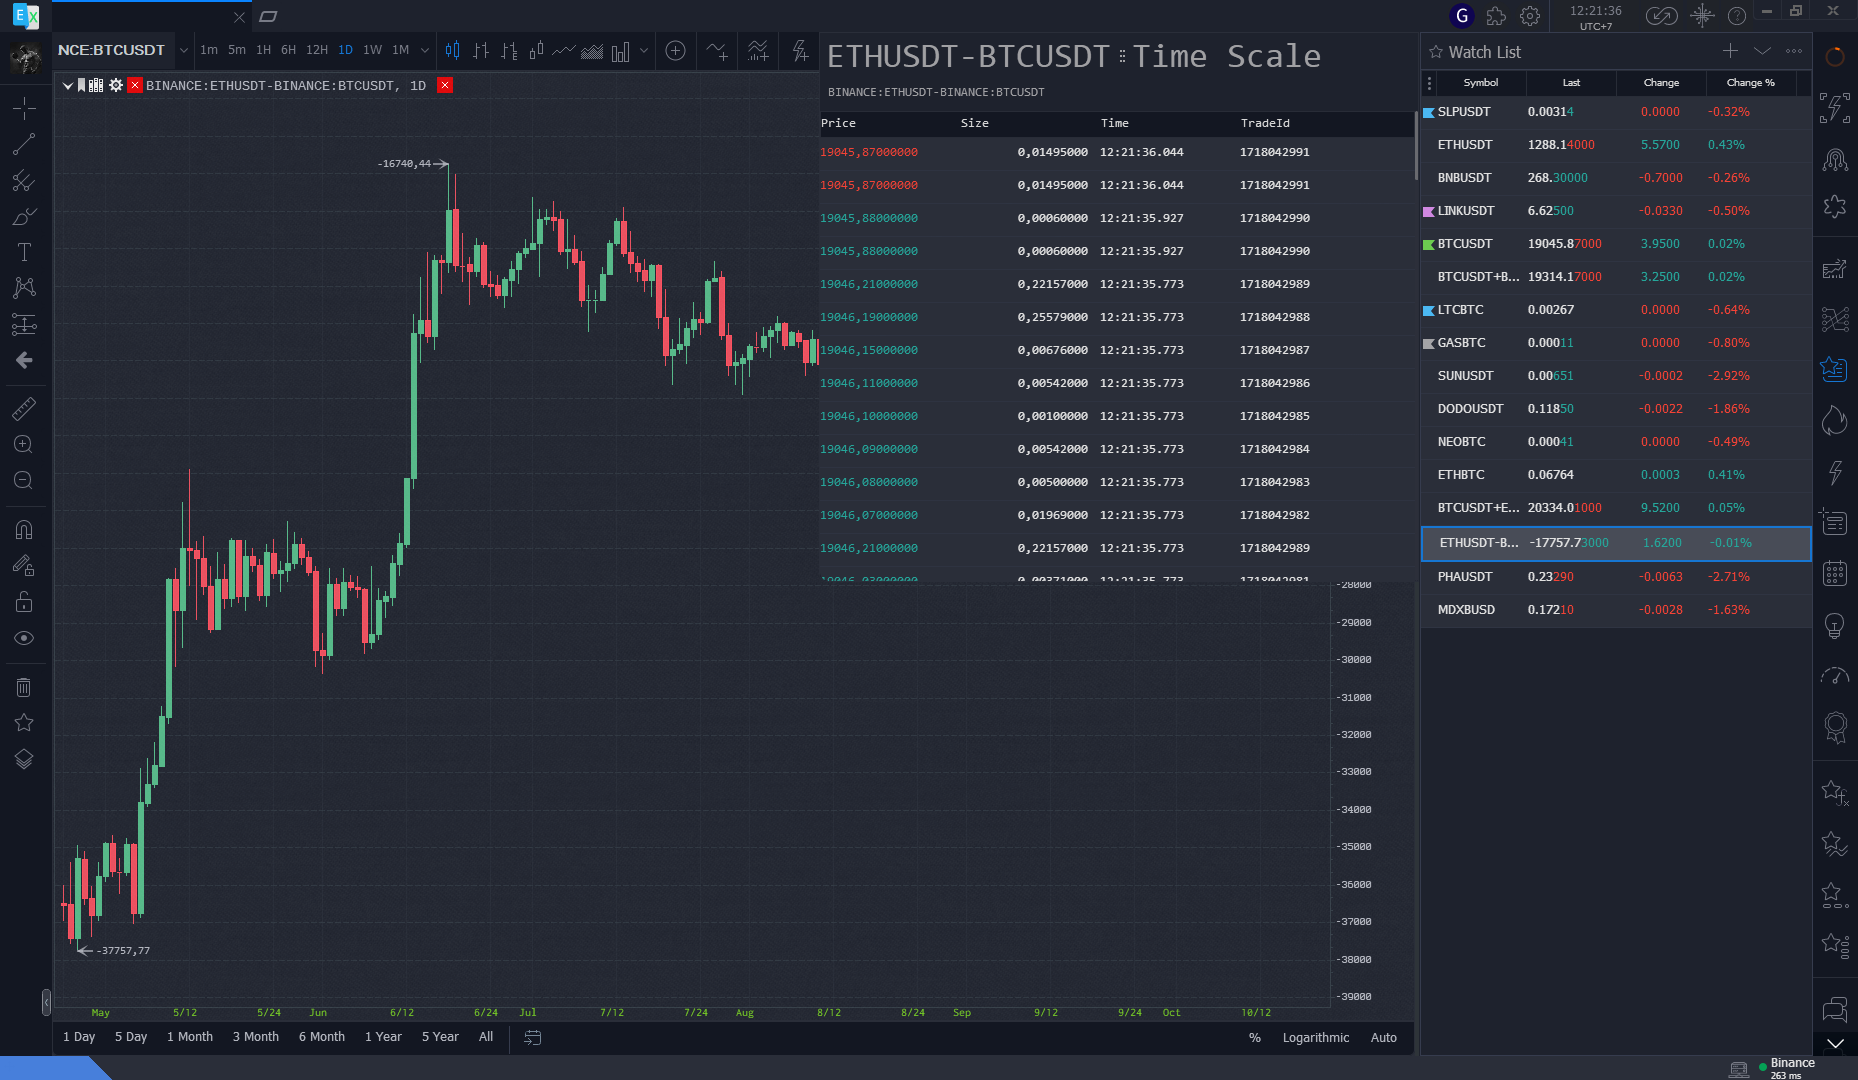 EX
G
12:21:36
UTC+7
NCE:BTCUSDT
1m 5m 1H 6H 12H 1D 1W 1M
ETHUSDT-BTCUSDT Time Scale
BINANCE:ETHUSDT-BINANCE:BTCUSDT
BINANCE:ETHUSDT-BINANCE:BTCUSDT, 1D
Price Size Time TradeId
19045,87000000 0,01495000 12:21:36.044 1718042991
19045,87000000 0,01495000 12:21:36.044 1718042991
19045,88000000 0,00060000 12:21:35.927 1718042990
19045,88000000 0,00060000 12:21:35.927 1718042990
19046,21000000 0,22157000 12:21:35.773 1718042989
19046,19000000 0,25579000 12:21:35.773 1718042988
19046,15000000 0,00676000 12:21:35.773 1718042987
19046,11000000 0,00542000 12:21:35.773 1718042986
19046,10000000 0,00100000 12:21:35.773 1718042985
19046,09000000 0,00542000 12:21:35.773 1718042984
19046,08000000 0,00500000 12:21:35.773 1718042983
19046,07000000 0,01969000 12:21:35.773 1718042982
19046,21000000 0,22157000 12:21:35.773 1718042989
19046,03000000 0,00371000 12:21:35.773 1718042981
-16740,44
-37757,77
-28000
-29000
-30000
-31000
-32000
-33000
-34000
-35000
-36000
-37000
-38000
-39000
May 5/12 5/24 Jun 6/12 6/24 Jul 7/12 7/24 Aug 8/12 8/24 Sep 9/12 9/24 Oct 10/12
1 Day 5 Day 1 Month 3 Month 6 Month 1 Year 5 Year All
% Logarithmic Auto
Watch List
Symbol Last Change Change %
SLPUSDT 0.00314 0.0000 -0.32%
ETHUSDT 1288.14000 5.5700 0.43%
BNBUSDT 268.30000 -0.7000 -0.26%
LINKUSDT 6.62500 -0.0330 -0.50%
BTCUSDT 19045.87000 3.9500 0.02%
BTCUSDT+B... 19314.17000 3.2500 0.02%
LTCBTC 0.00267 0.0000 -0.64%
GASBTC 0.00011 0.0000 -0.80%
SUNUSDT 0.00651 -0.0002 -2.92%
DODOUSDT 0.11850 -0.0022 -1.86%
NEOBTC 0.00041 0.0000 -0.49%
ETHBTC 0.06764 0.0003 0.41%
BTCUSDT+E... 20334.01000 9.5200 0.05%
ETHUSDT-B... -17757.73000 1.6200 -0.01%
PHAUSDT 0.23290 -0.0063 -2.71%
MDXBUSD 0.17210 -0.0028 -1.63%
Binance
263 ms